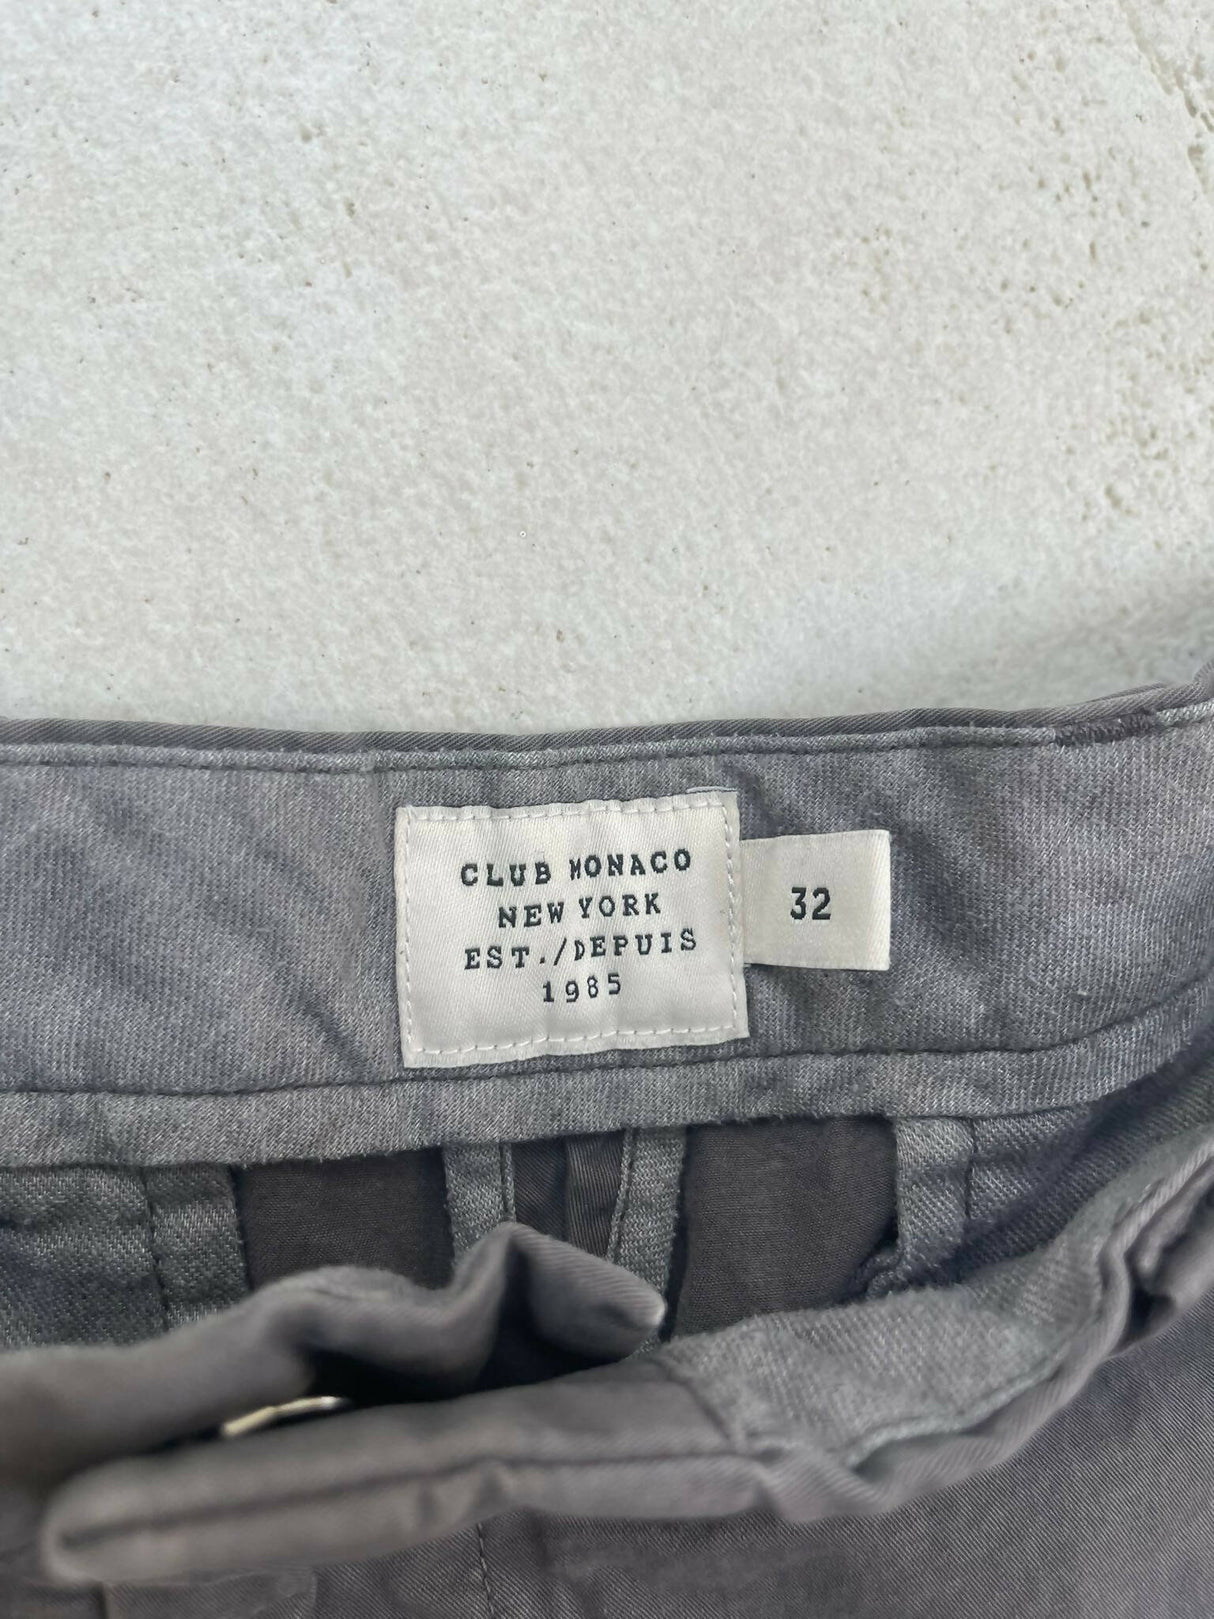 CLUB MONACO
NEW YORK
EST./DEPUIS
1985
32